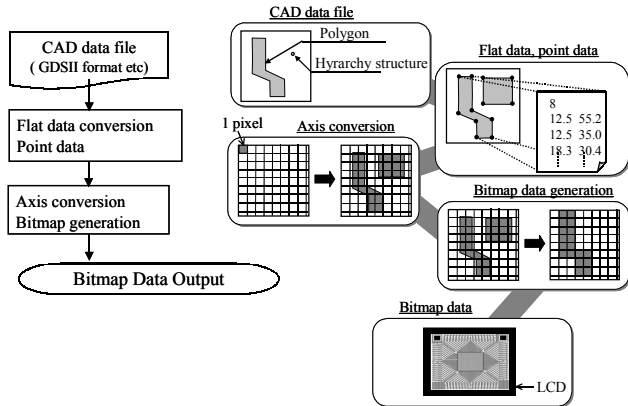 CAD data file
( GDSII format etc)
Flat data conversion
Point data
Axis conversion
Bitmap generation
Bitmap Data Output
CAD data file
Polygon
Hyrarchy structure
Flat data, point data
8
12.5 55.2
12.5 35.0
18.3 30.4
1 pixel
Axis conversion
Bitmap data generation
Bitmap data
LCD